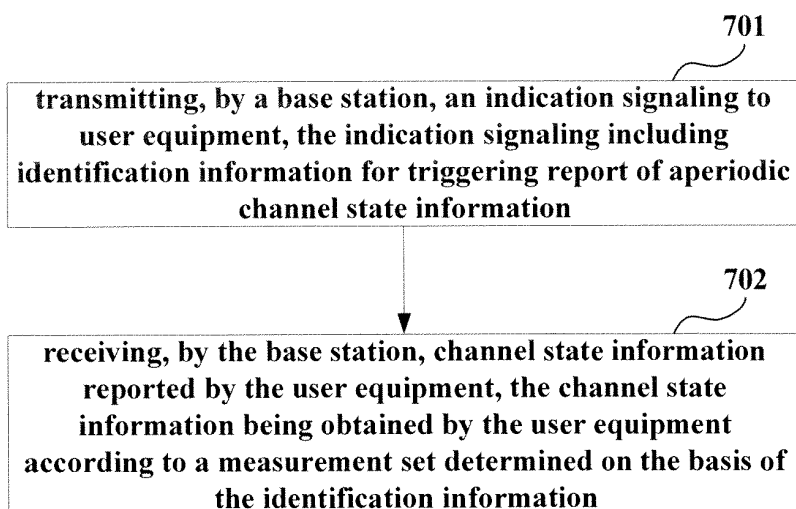 701
transmitting, by a base station, an indication signaling to
user equipment, the indication signaling including
identification information for triggering report of aperiodic
channel state information
702
receiving, by the base station, channel state information
reported by the user equipment, the channel state
information being obtained by the user equipment
according to a measurement set determined on the basis of
the identification information